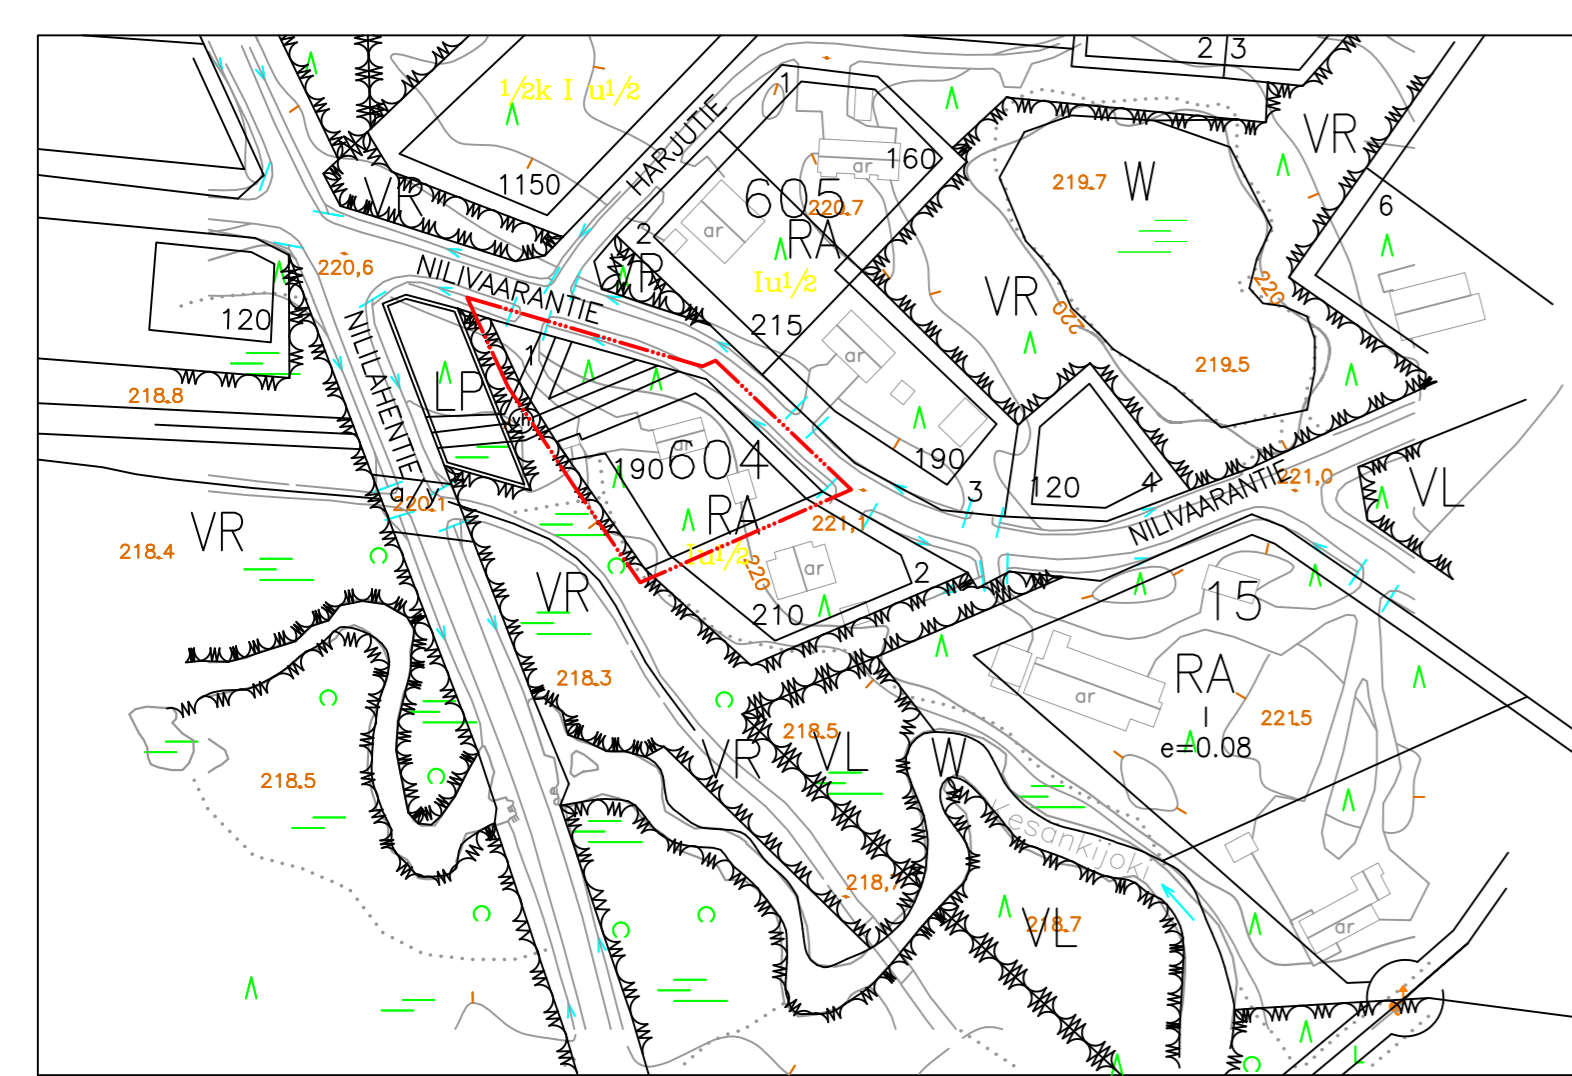 2 3
1/2k I u1/2
1
HARJUTIE
160
ar
VR
W
219.7
1150
VR
605
220.7
RA
6
2
ar
VR
220,6
NILIVAARANTIE
Iu1/2
VR
220
220
120
NILILAHENTIE
215
1
ar
219.5
LP
218.8
yn
ar
190
604
190
3
120
4
221,0
VL
a / y
220.1
RA
221,1
NILIVAARANTIE
VR
218.4
Iu1/2
220
ar
2
VR
15
210
218.3
RA
ar
I
e=0.08
221.5
218.5
VL
VR
W
218.5
Kesankijoki
218,7
VL
218.7
ar